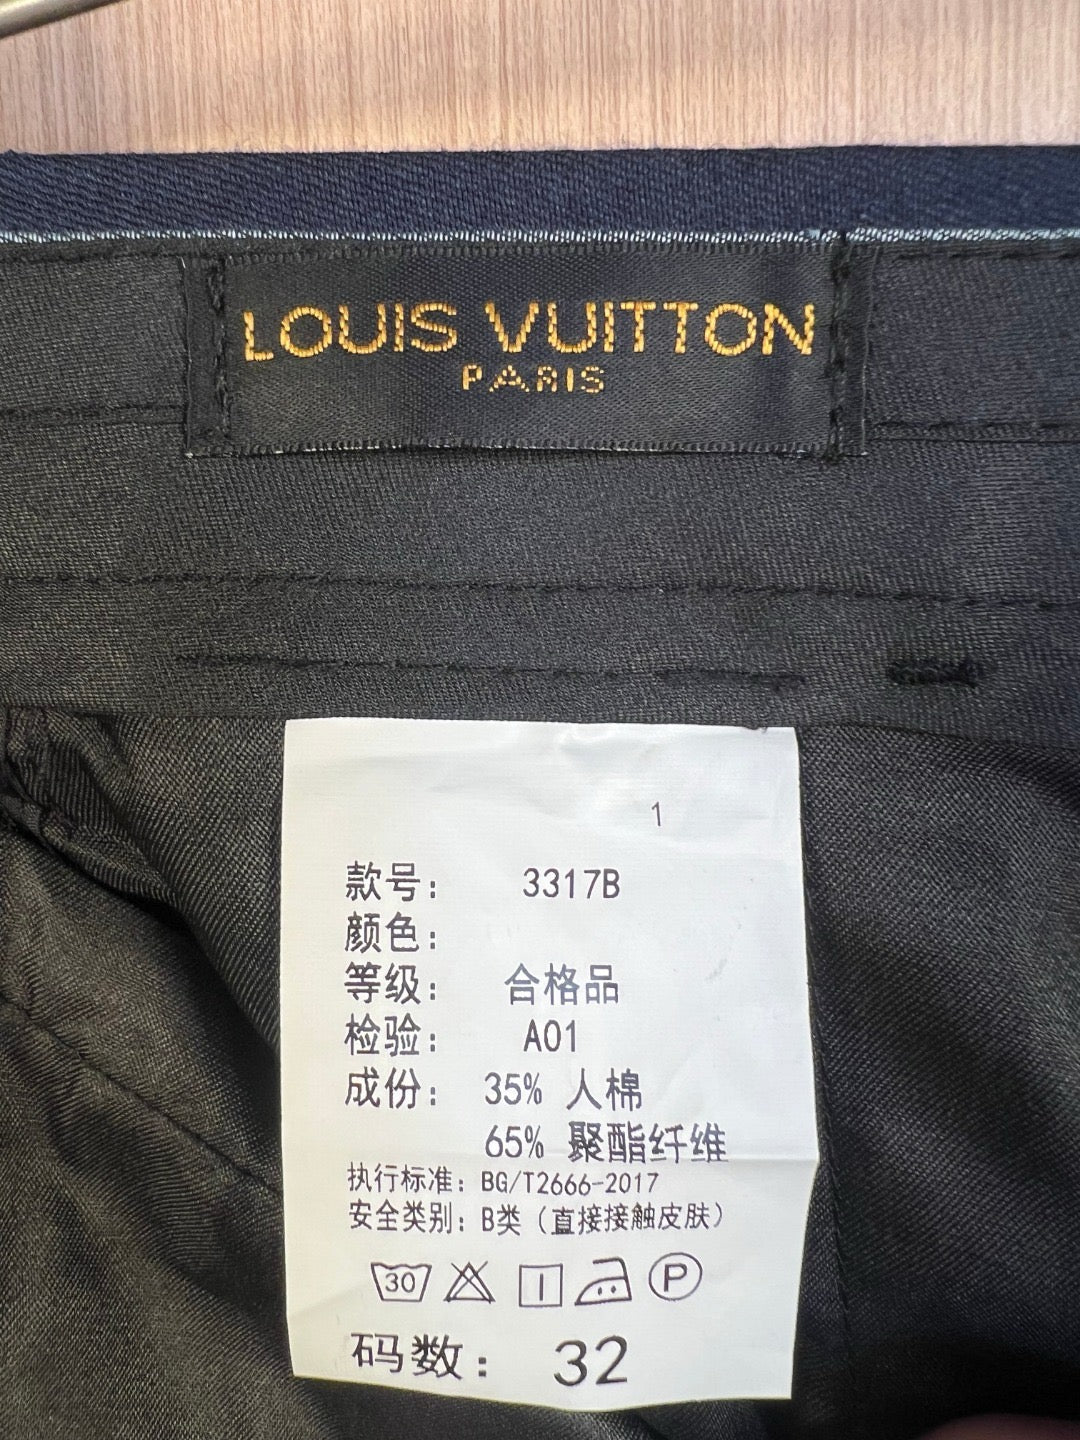 LOUIS VUITTON
PARIS
1
款号： 3317B
颜色：
等级： 合格品
检验： A01
成份： 35% 人棉
65% 聚酯纤维
执行标准：BG/T2666-2017
安全类别：B类（直接接触皮肤）
30 P
码数： 32